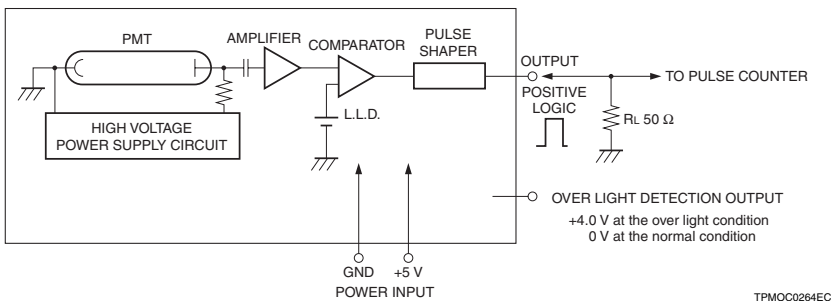 PMT
AMPLIFIER
COMPARATOR
PULSE
SHAPER
OUTPUT
TO PULSE COUNTER
POSITIVE
LOGIC
RL 50 Ω
L.L.D.
HIGH VOLTAGE
POWER SUPPLY CIRCUIT
OVER LIGHT DETECTION OUTPUT
+4.0 V at the over light condition
0 V at the normal condition
GND +5 V
POWER INPUT
TPMOC0264EC